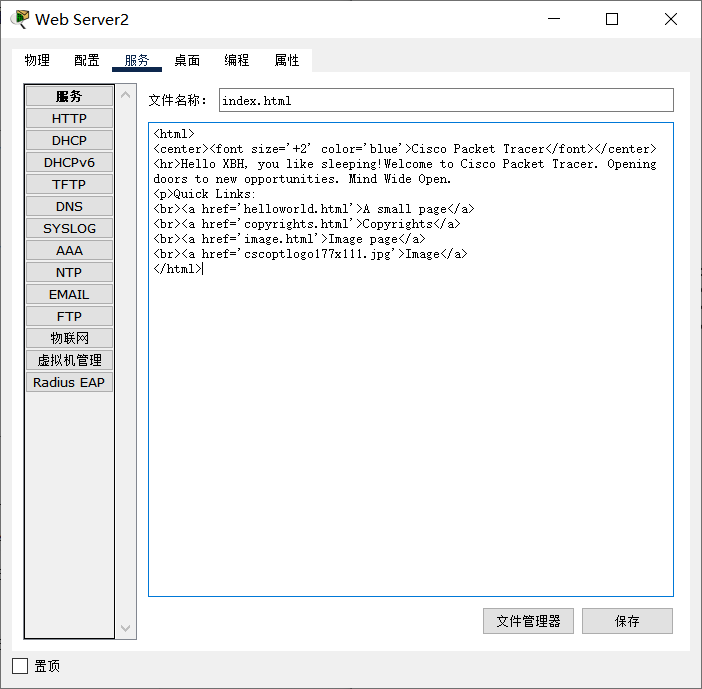 Web Server2
物理 配置 服务 桌面 编程 属性
服务
HTTP
DHCP
DHCPv6
TFTP
DNS
SYSLOG
AAA
NTP
EMAIL
FTP
物联网
虚拟机管理
Radius EAP
文件名称： index.html
<html>
<center><font size='+2' color='blue'>Cisco Packet Tracer</font></center>
<hr>Hello XBH, you like sleeping!Welcome to Cisco Packet Tracer. Opening
doors to new opportunities. Mind Wide Open.
<p>Quick Links:
<br><a href='helloworld.html'>A small page</a>
<br><a href='copyrights.html'>Copyrights</a>
<br><a href='image.html'>Image page</a>
<br><a href='cscoptlogo177x111.jpg'>Image</a>
</html>
文件管理器 保存
置顶